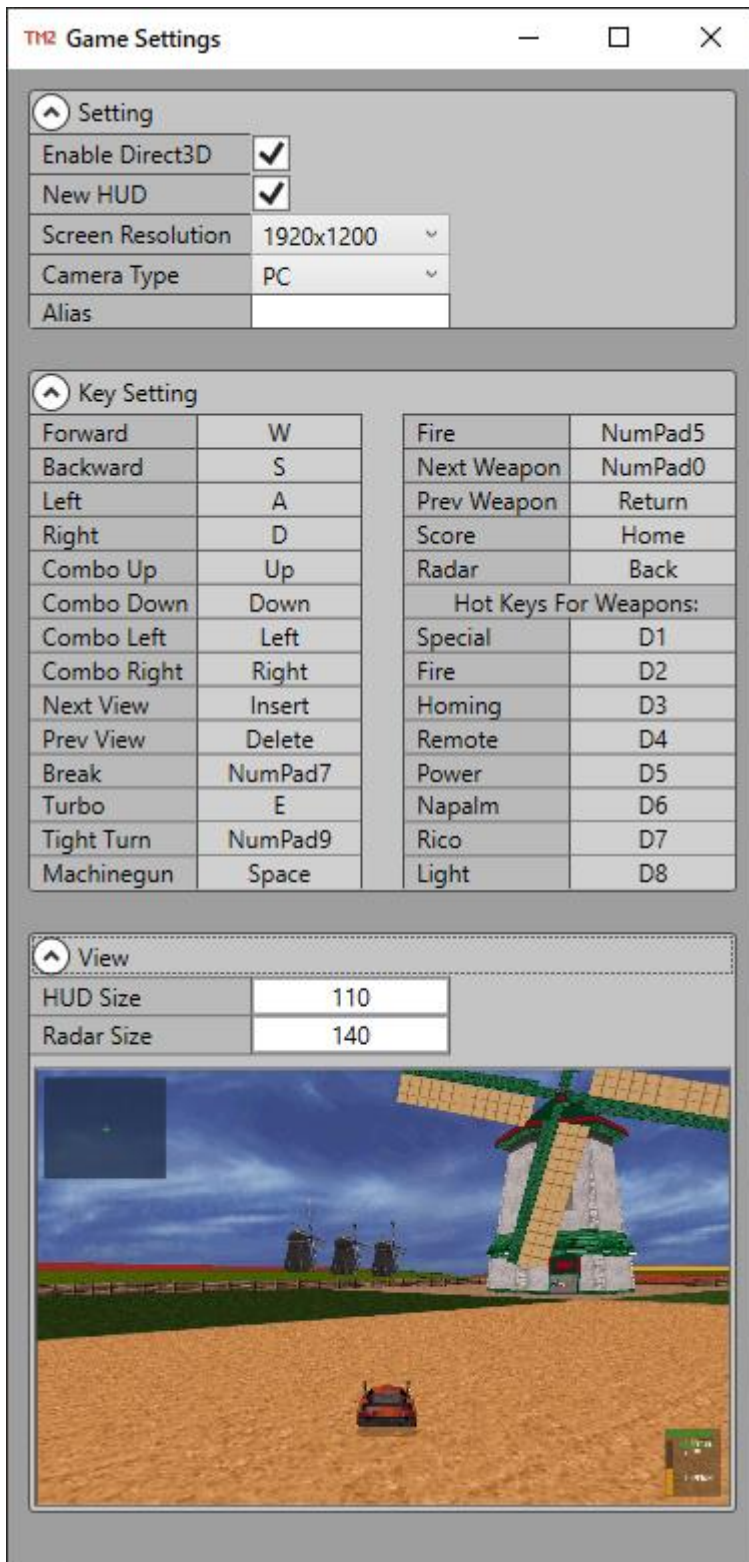 TM2 Game Settings
Setting
Enable Direct3D
New HUD
Screen Resolution 1920x1200
Camera Type PC
Alias
Key Setting
Forward W Fire NumPad5
Backward S Next Weapon NumPad0
Left A Prev Weapon Return
Right D Score Home
Combo Up Up Radar Back
Combo Down Down Hot Keys For Weapons:
Combo Left Left Special D1
Combo Right Right Fire D2
Next View Insert Homing D3
Prev View Delete Remote D4
Break NumPad7 Power D5
Turbo E Napalm D6
Tight Turn NumPad9 Rico D7
Machinegun Space Light D8
View
HUD Size 110
Radar Size 140